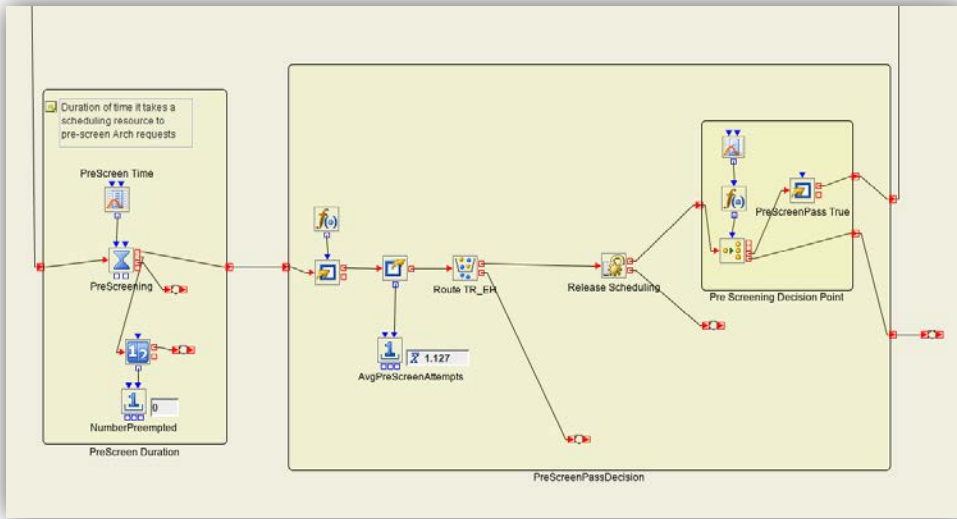 Duration of time it takes a
scheduling resource to
pre-screen Arch requests
PreScreen Time
PreScreening
NumberPreempted
0
PreScreen Duration
Route TR_EH
AvgPreScreenAttempts
x̄ 1.127
Release Scheduling
PreScreenPass True
Pre Screening Decision Point
PreScreenPassDecision